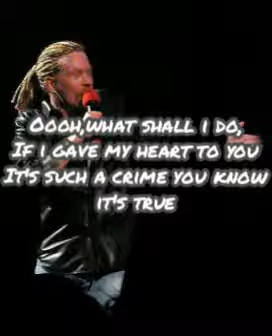 Oooh,what shall i do,
If i gave my heart to you
It's such a crime you know
it's true